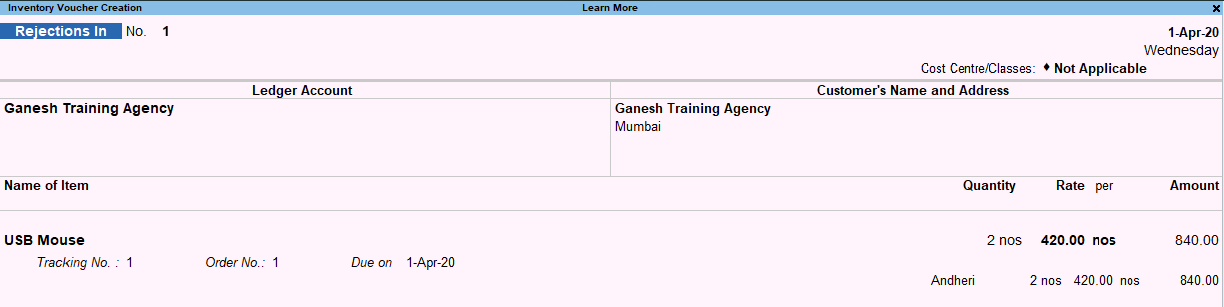 Inventory Voucher Creation Learn More ×
Rejections In No. 1 1-Apr-20
Wednesday
Cost Centre/Classes: ♦ Not Applicable
Ledger Account Customer's Name and Address
Ganesh Training Agency Ganesh Training Agency
Mumbai
Name of Item Quantity Rate per Amount
USB Mouse 2 nos 420.00 nos 840.00
Tracking No. : 1 Order No.: 1 Due on 1-Apr-20
Andheri 2 nos 420.00 nos 840.00